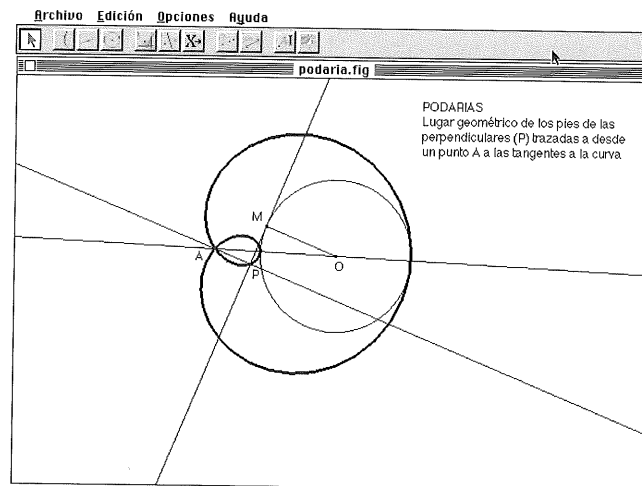 Archivo Edición Opciones Ayuda
X
podaria.fig
PODARIAS
Lugar geométrico de los pies de las
perpendiculares (P) trazadas a desde
un punto A a las tangentes a la curva
M
A
P
O